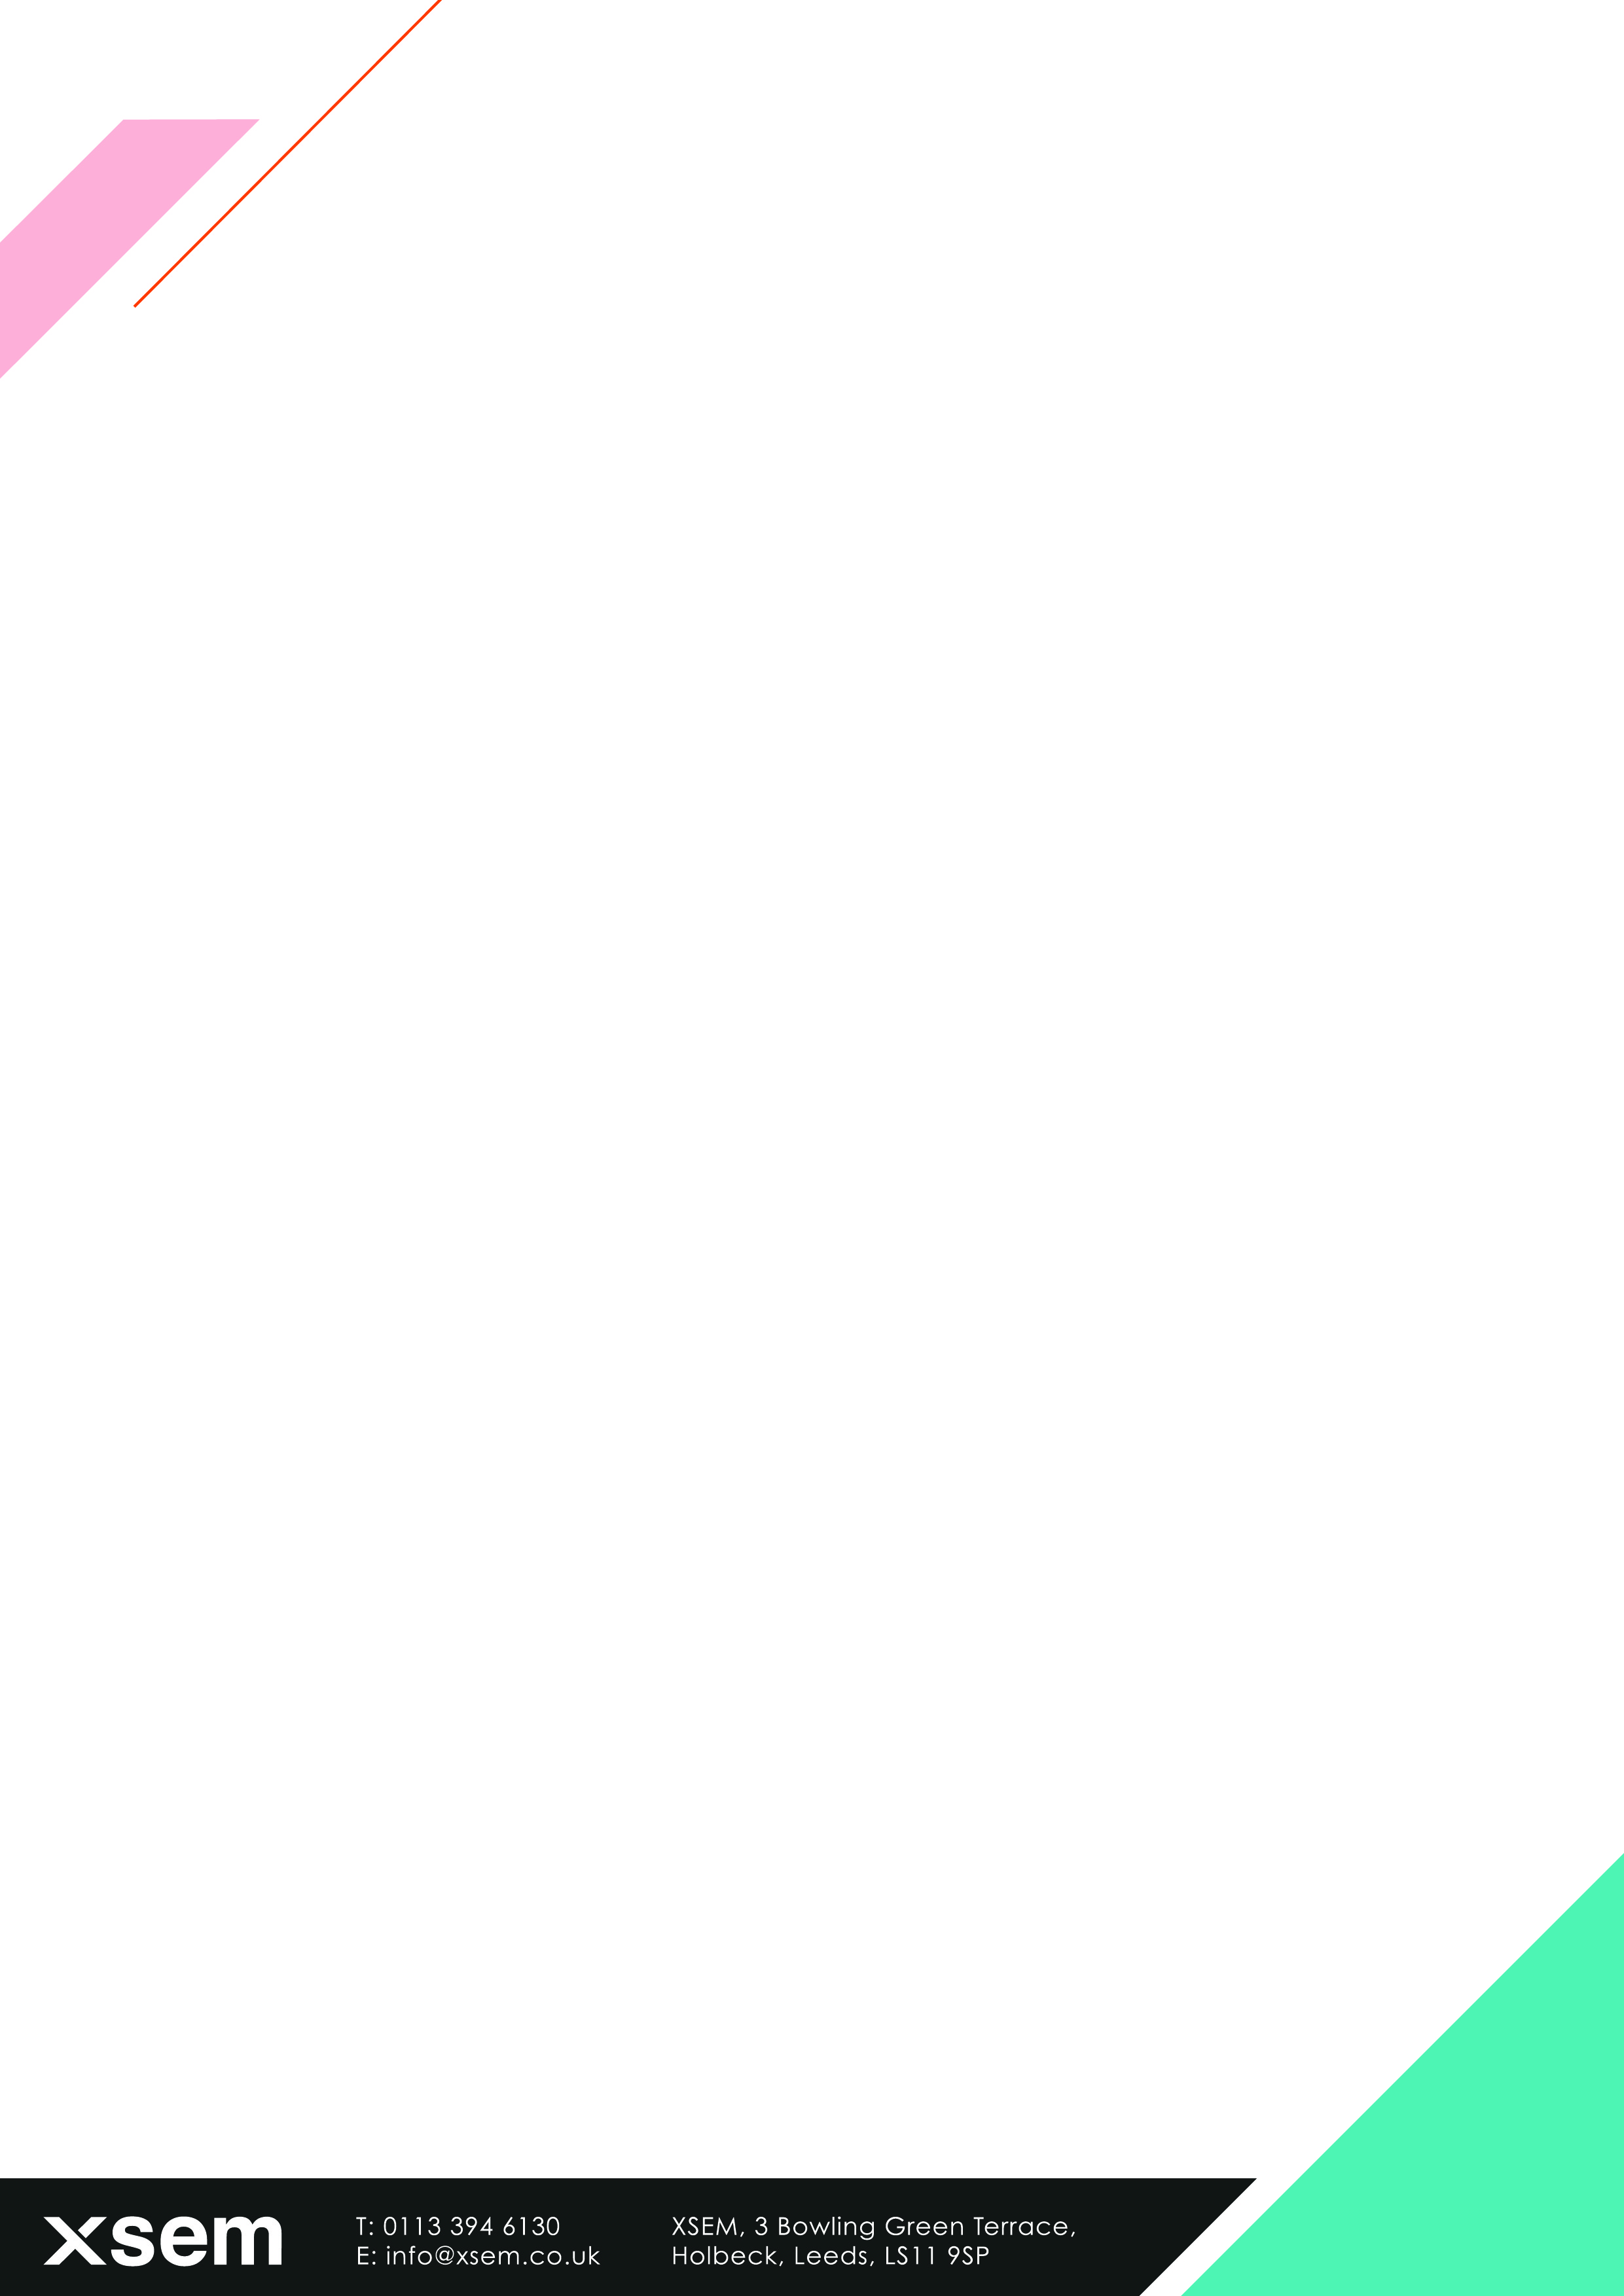 xsem
T: 0113 394 6130
E: info@xsem.co.uk
XSEM, 3 Bowling Green Terrace,
Holbeck, Leeds, LS11 9SP